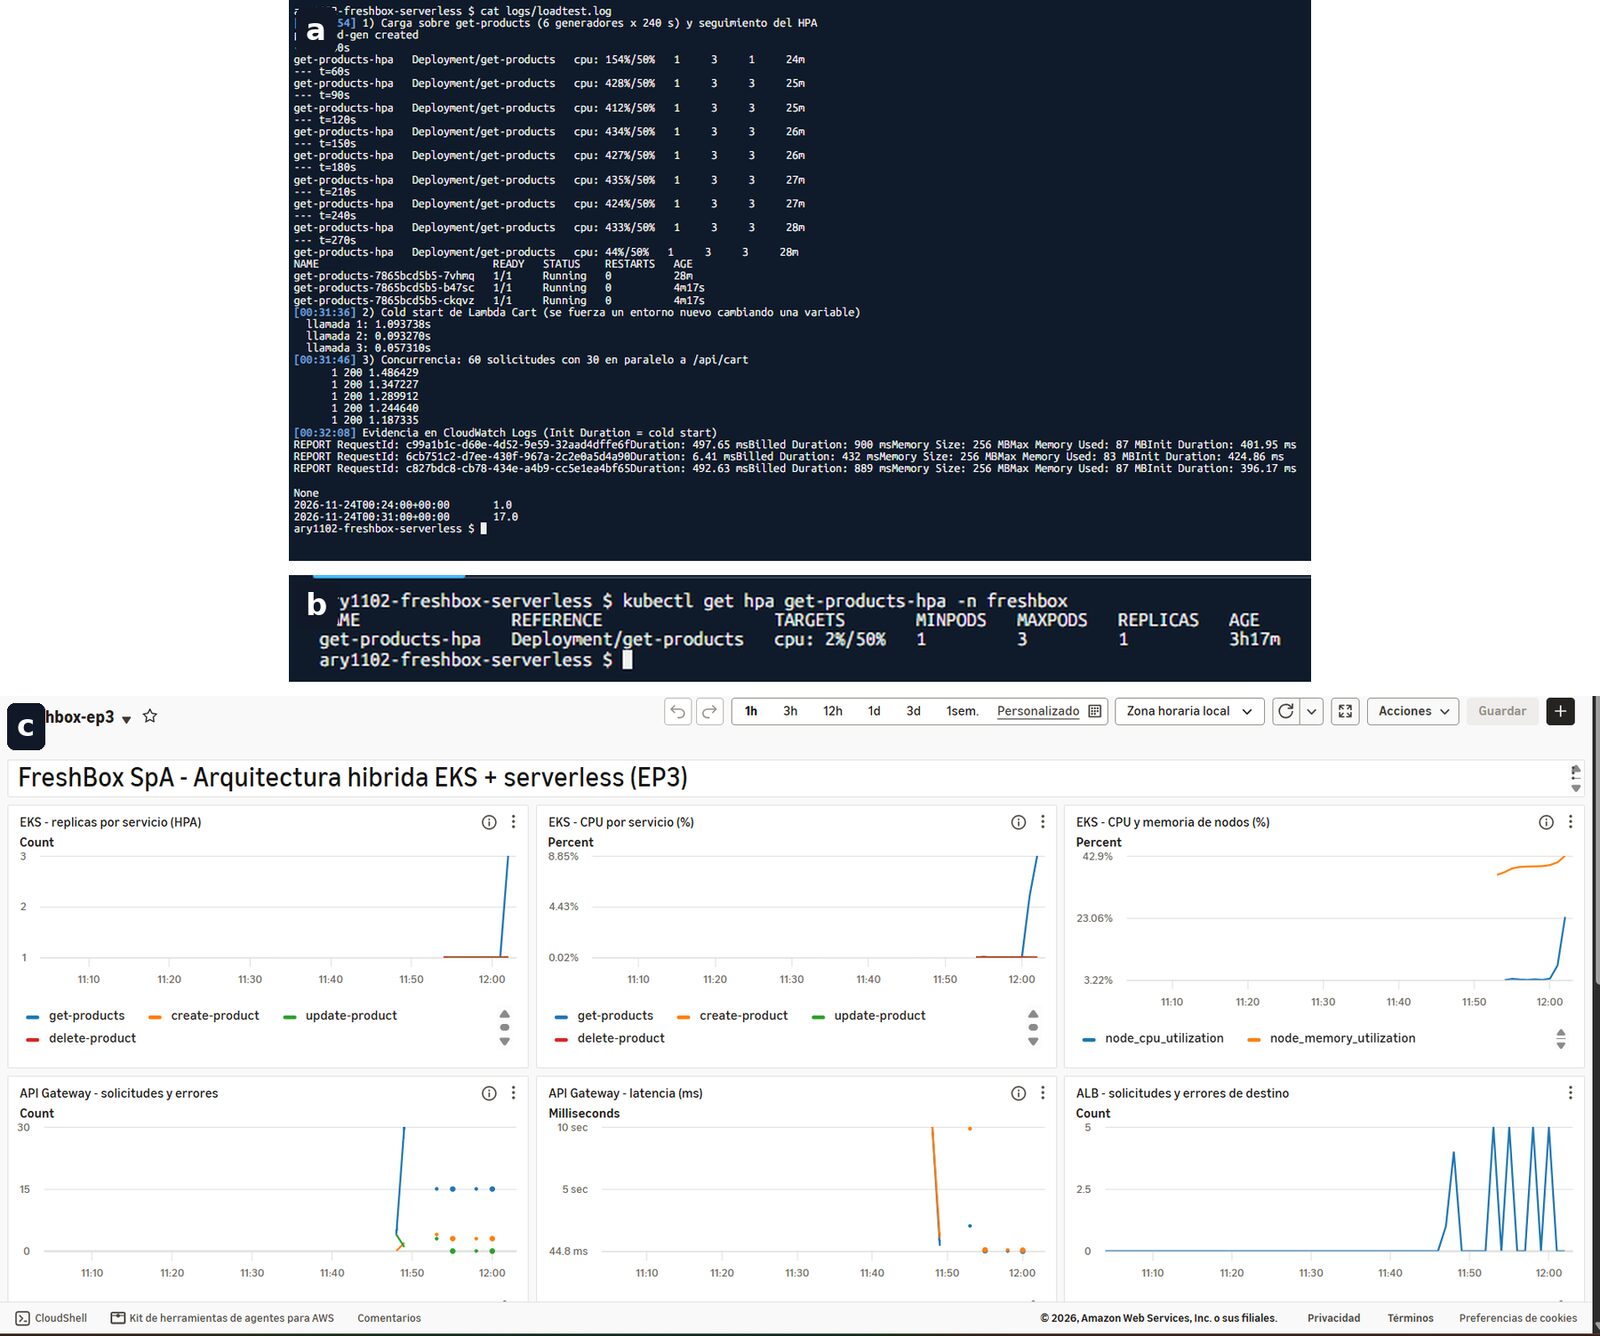 ary1102-freshbox-serverless $ cat logs/loadtest.log
a
54] 1) Carga sobre get-products (6 generadores x 240 s) y seguimiento del HPA
d-gen created
0s
get-products-hpa Deployment/get-products cpu: 154%/50% 1 3 1 24m
--- t=60s
get-products-hpa Deployment/get-products cpu: 428%/50% 1 3 3 25m
--- t=90s
get-products-hpa Deployment/get-products cpu: 412%/50% 1 3 3 25m
--- t=120s
get-products-hpa Deployment/get-products cpu: 434%/50% 1 3 3 26m
--- t=150s
get-products-hpa Deployment/get-products cpu: 427%/50% 1 3 3 26m
--- t=180s
get-products-hpa Deployment/get-products cpu: 435%/50% 1 3 3 27m
--- t=210s
get-products-hpa Deployment/get-products cpu: 424%/50% 1 3 3 27m
--- t=240s
get-products-hpa Deployment/get-products cpu: 433%/50% 1 3 3 28m
--- t=270s
get-products-hpa Deployment/get-products cpu: 44%/50% 1 3 3 28m
NAME READY STATUS RESTARTS AGE
get-products-7865bcd5b5-7vhmq 1/1 Running 0 28m
get-products-7865bcd5b5-b47sc 1/1 Running 0 4m17s
get-products-7865bcd5b5-ckqvz 1/1 Running 0 4m17s
[00:31:36] 2) Cold start de Lambda Cart (se fuerza un entorno nuevo cambiando una variable)
llamada 1: 1.093738s
llamada 2: 0.093270s
llamada 3: 0.057310s
[00:31:46] 3) Concurrencia: 60 solicitudes con 30 en paralelo a /api/cart
1 200 1.486429
1 200 1.347227
1 200 1.289912
1 200 1.244640
1 200 1.187335
[00:32:08] Evidencia en CloudWatch Logs (Init Duration = cold start)
REPORT RequestId: c99a1b1c-d60e-4d52-9e59-32aad4dffe6fDuration: 497.65 msBilled Duration: 900 msMemory Size: 256 MBMax Memory Used: 87 MBInit Duration: 401.95 ms
REPORT RequestId: 6cb751c2-d7ee-430f-967a-2c2e0a5d4a90Duration: 6.41 msBilled Duration: 432 msMemory Size: 256 MBMax Memory Used: 83 MBInit Duration: 424.86 ms
REPORT RequestId: c827bdc8-cb78-434e-a4b9-cc5e1ea4bf65Duration: 492.63 msBilled Duration: 889 msMemory Size: 256 MBMax Memory Used: 87 MBInit Duration: 396.17 ms
None
2026-11-24T00:24:00+00:00 1.0
2026-11-24T00:31:00+00:00 17.0
ary1102-freshbox-serverless $
b
y1102-freshbox-serverless $ kubectl get hpa get-products-hpa -n freshbox
ME REFERENCE TARGETS MINPODS MAXPODS REPLICAS AGE
get-products-hpa Deployment/get-products cpu: 2%/50% 1 3 1 3h17m
ary1102-freshbox-serverless $
c
hbox-ep3
1h 3h 12h 1d 3d 1sem. Personalizado Zona horaria local Acciones Guardar
FreshBox SpA - Arquitectura hibrida EKS + serverless (EP3)
EKS - replicas por servicio (HPA)
Count
3
2
1
11:10 11:20 11:30 11:40 11:50 12:00
get-products create-product update-product
delete-product
EKS - CPU por servicio (%)
Percent
8.85%
4.43%
0.02%
11:10 11:20 11:30 11:40 11:50 12:00
get-products create-product update-product
delete-product
EKS - CPU y memoria de nodos (%)
Percent
42.9%
23.06%
3.22%
11:10 11:20 11:30 11:40 11:50 12:00
node_cpu_utilization node_memory_utilization
API Gateway - solicitudes y errores
Count
30
15
0
11:10 11:20 11:30 11:40 11:50 12:00
API Gateway - latencia (ms)
Milliseconds
10 sec
5 sec
44.8 ms
11:10 11:20 11:30 11:40 11:50 12:00
ALB - solicitudes y errores de destino
Count
5
2.5
0
11:10 11:20 11:30 11:40 11:50 12:00
CloudShell Kit de herramientas de agentes para AWS Comentarios © 2026, Amazon Web Services, Inc. o sus filiales. Privacidad Términos Preferencias de cookies